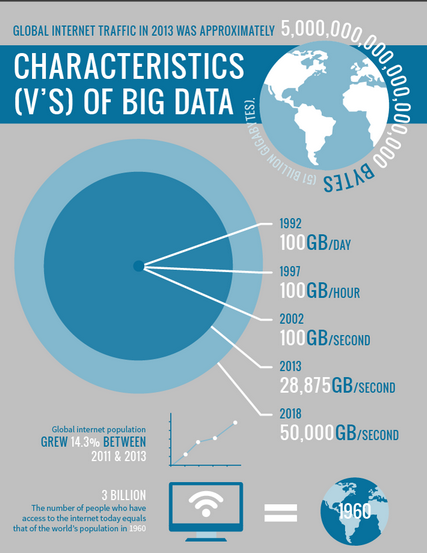 GLOBAL INTERNET TRAFFIC IN 2013 WAS APPROXIMATELY 5,000,000,000,000,000,000 BYTES
(51 BILLION GIGABYTES).
CHARACTERISTICS
(V'S) OF BIG DATA
1992
100GB/DAY
1997
100GB/HOUR
2002
100GB/SECOND
2013
28,875GB/SECOND
2018
50,000GB/SECOND
Global internet population
GREW 14.3% BETWEEN
2011 & 2013
3 BILLION
The number of people who have
access to the internet today equals
that of the world's population in 1960
1960